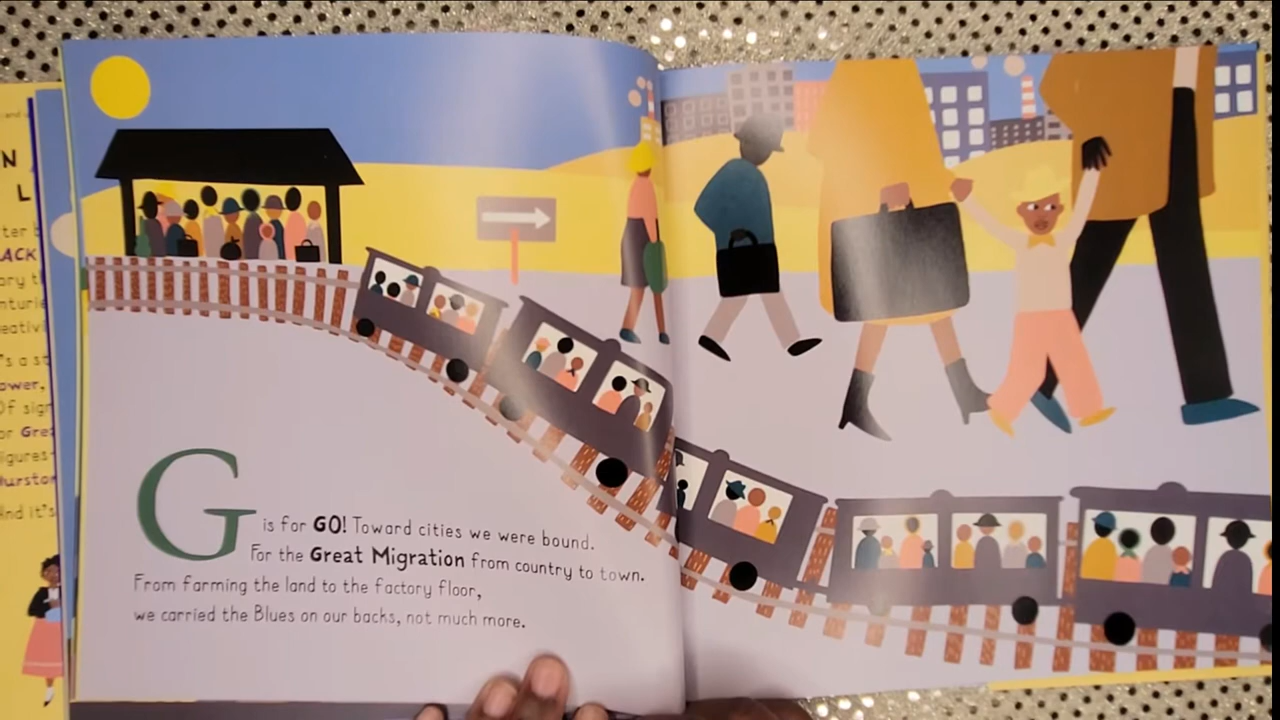 G is for GO! Toward cities we were bound.
For the Great Migration from country to town.
From farming the land to the factory floor,
we carried the Blues on our backs, not much more.